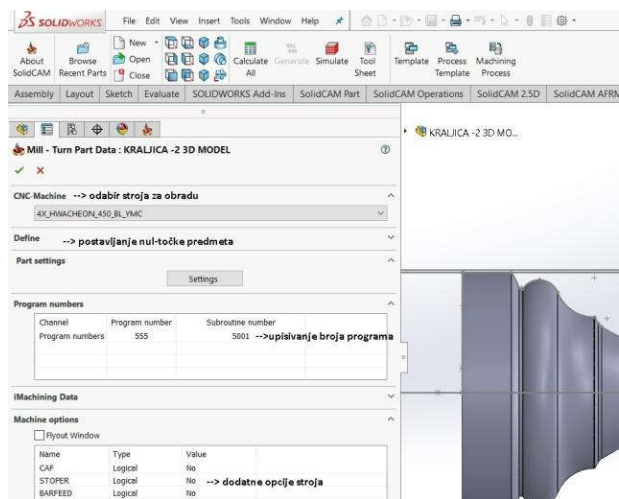 SOLIDWORKS File Edit View Insert Tools Window Help
About SolidCAM
Browse Recent Parts
New
Open
Close
Calculate All
Generate
Simulate
Tool Sheet
Template
Process Template
Machining Process
Assembly Layout Sketch Evaluate SOLIDWORKS Add-Ins SolidCAM Part SolidCAM Operations SolidCAM 2.5D SolidCAM AFRM
KRALJICA -2 3D MO...
Mill - Turn Part Data : KRALJICA -2 3D MODEL
CNC-Machine --> odabir stroja za obradu
4X_HWACHEON_450_BL_YMC
Define --> postavljanje nul-točke predmeta
Part settings
Settings
Program numbers
Channel Program number Subroutine number
Program numbers 555 5001 -->upisivanje broja programa
iMachining Data
Machine options
Flyout Window
Name Type Value
CAF Logical No
STOPER Logical No --> dodatne opcije stroja
BARFEED Logical No